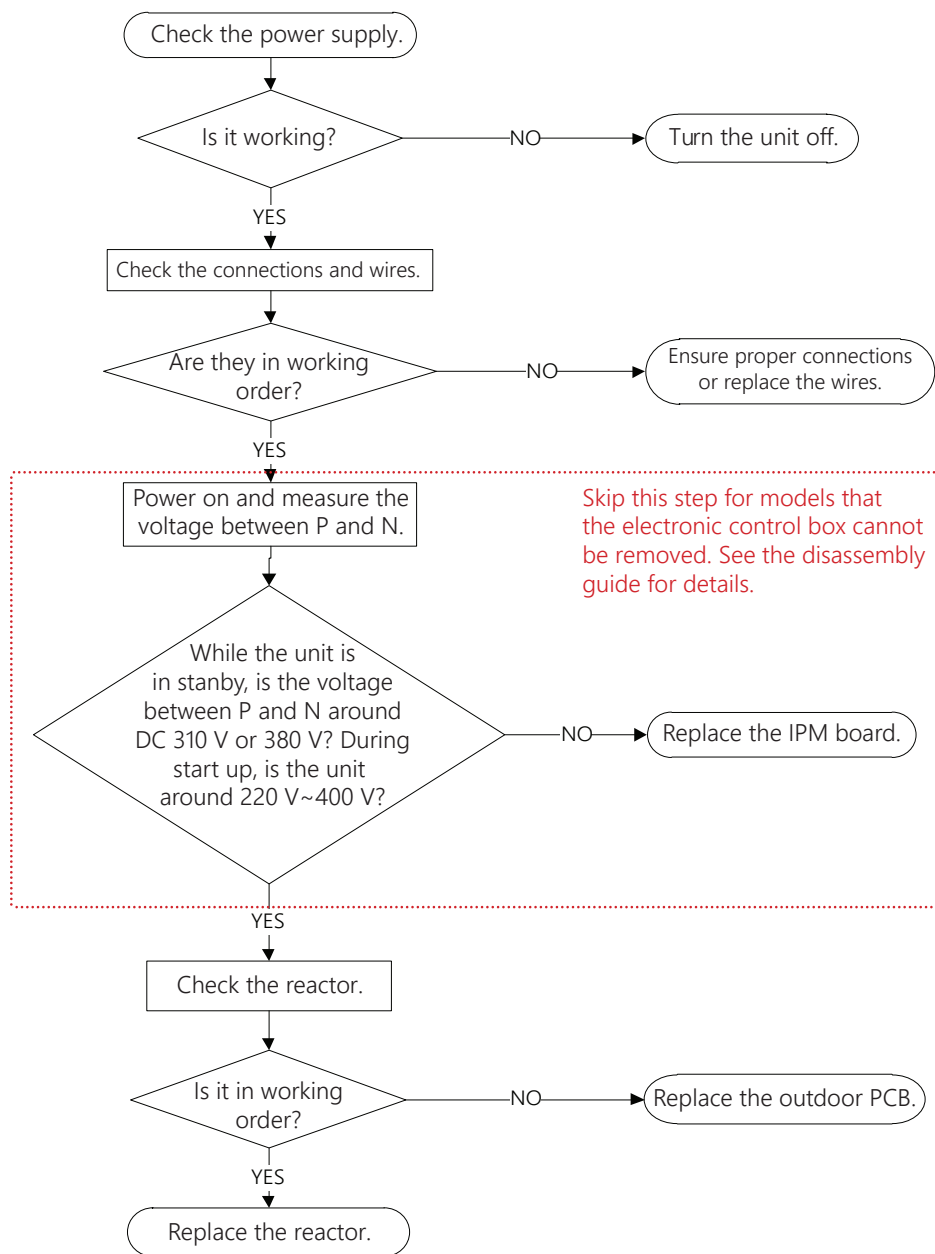 Check the power supply.
Is it working?
NO
Turn the unit off.
YES
Check the connections and wires.
Are they in working
order?
NO
Ensure proper connections
or replace the wires.
YES
Power on and measure the
voltage between P and N.
Skip this step for models that
the electronic control box cannot
be removed. See the disassembly
guide for details.
While the unit is
in stanby, is the voltage
between P and N around
DC 310 V or 380 V? During
start up, is the unit
around 220 V~400 V?
NO
Replace the IPM board.
YES
Check the reactor.
Is it in working
order?
NO
Replace the outdoor PCB.
YES
Replace the reactor.